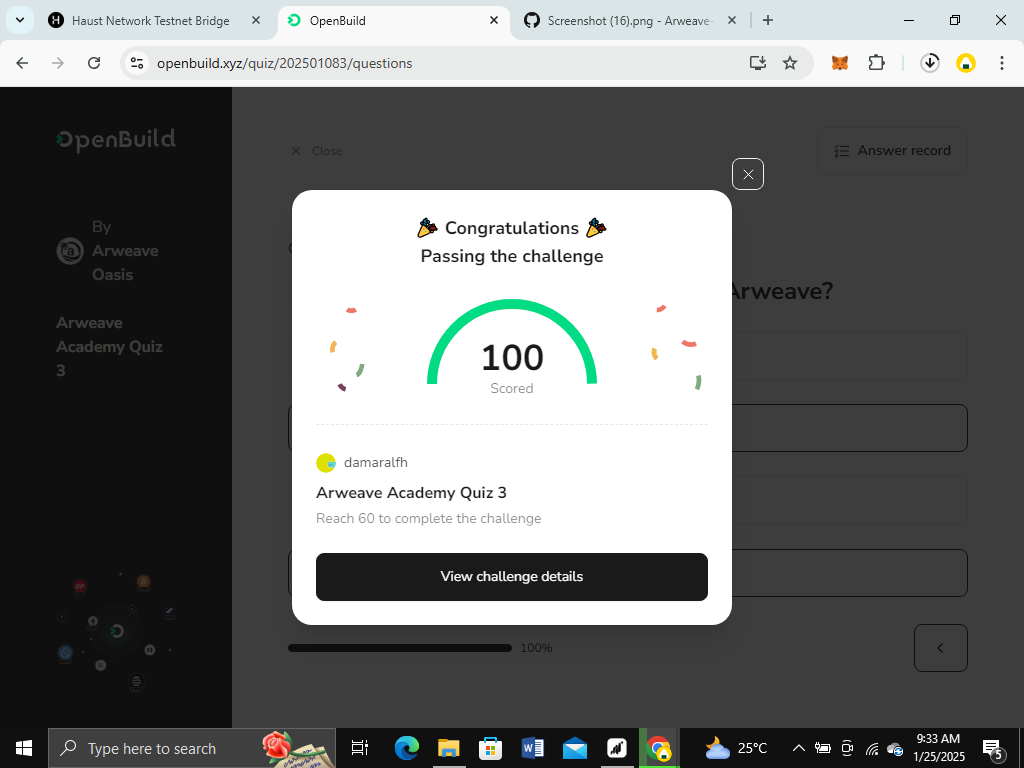 Haust Network Testnet Bridge
OpenBuild
Screenshot (16).png - Arweave-
openbuild.xyz/quiz/202501083/questions
OpenBuild
Close
Answer record
By
Arweave
Oasis
Arweave
Academy Quiz
3
Arweave?
Congratulations
Passing the challenge
100
Scored
damaralfh
Arweave Academy Quiz 3
Reach 60 to complete the challenge
View challenge details
100%
Type here to search
25°C
9:33 AM
1/25/2025
5